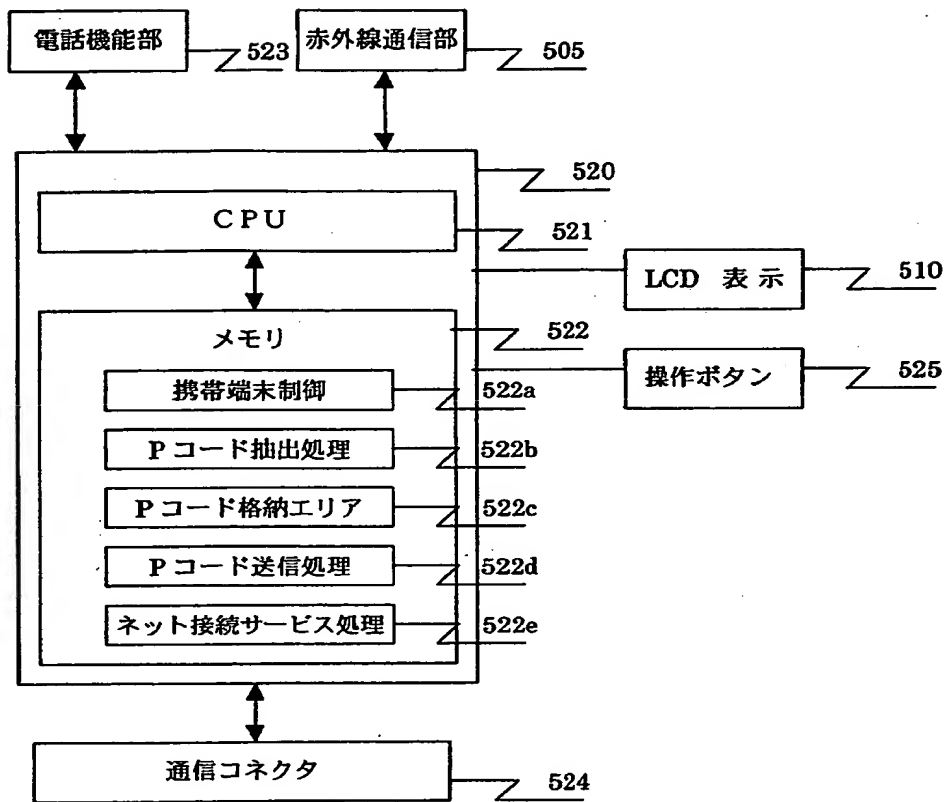 電話機能部
523
赤外線通信部
505
520
CPU
521
LCD 表示
510
メモリ
522
操作ボタン
525
携帯端末制御
522a
Pコード抽出処理
522b
Pコード格納エリア
522c
Pコード送信処理
522d
ネット接続サービス処理
522e
通信コネクタ
524